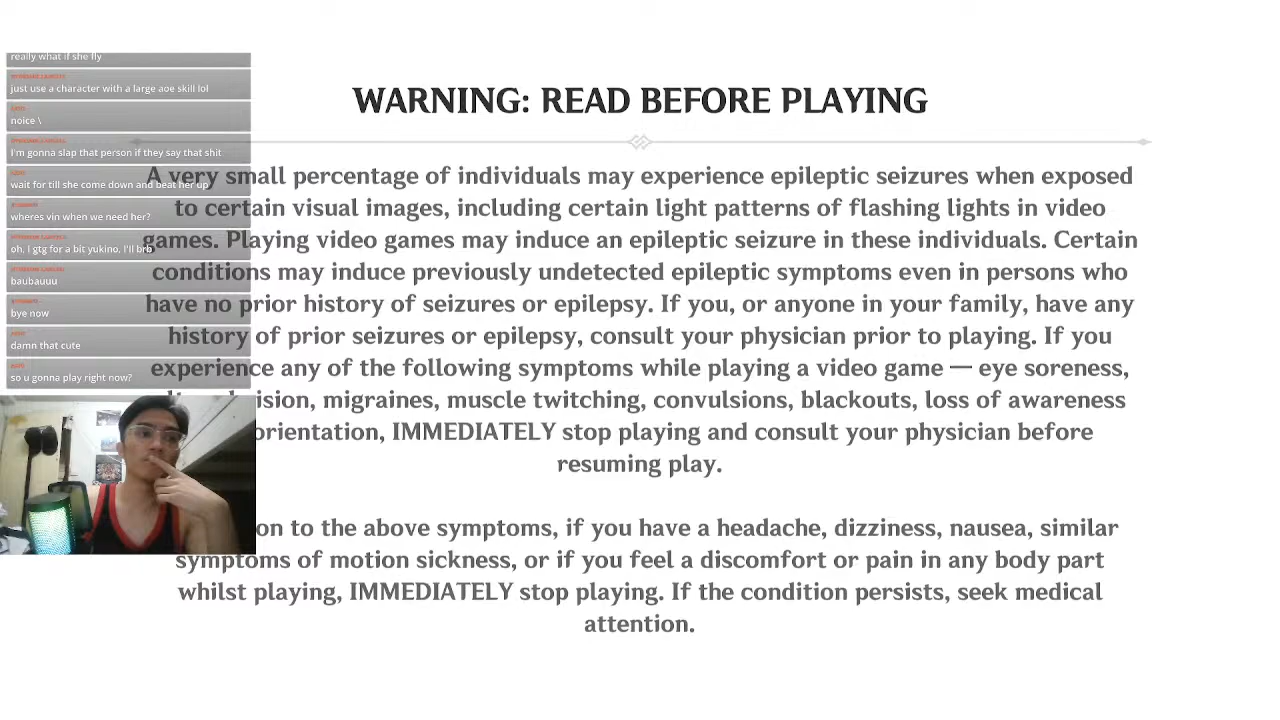 really what if she fly
just use a character with a large aoe skill lol
noice \
I'm gonna slap that person if they say that shit
wait for till she come down and beat her up
wheres vin when we need her?
oh, I gtg for a bit yukino. I'll brb
baubauuu
bye now
damn that cute
so u gonna play right now?
WARNING: READ BEFORE PLAYING
A very small percentage of individuals may experience epileptic seizures when exposed
to certain visual images, including certain light patterns of flashing lights in video
games. Playing video games may induce an epileptic seizure in these individuals. Certain
conditions may induce previously undetected epileptic symptoms even in persons who
have no prior history of seizures or epilepsy. If you, or anyone in your family, have any
history of prior seizures or epilepsy, consult your physician prior to playing. If you
experience any of the following symptoms while playing a video game — eye soreness,
ision, migraines, muscle twitching, convulsions, blackouts, loss of awareness
orientation, IMMEDIATELY stop playing and consult your physician before
resuming play.
on to the above symptoms, if you have a headache, dizziness, nausea, similar
symptoms of motion sickness, or if you feel a discomfort or pain in any body part
whilst playing, IMMEDIATELY stop playing. If the condition persists, seek medical
attention.